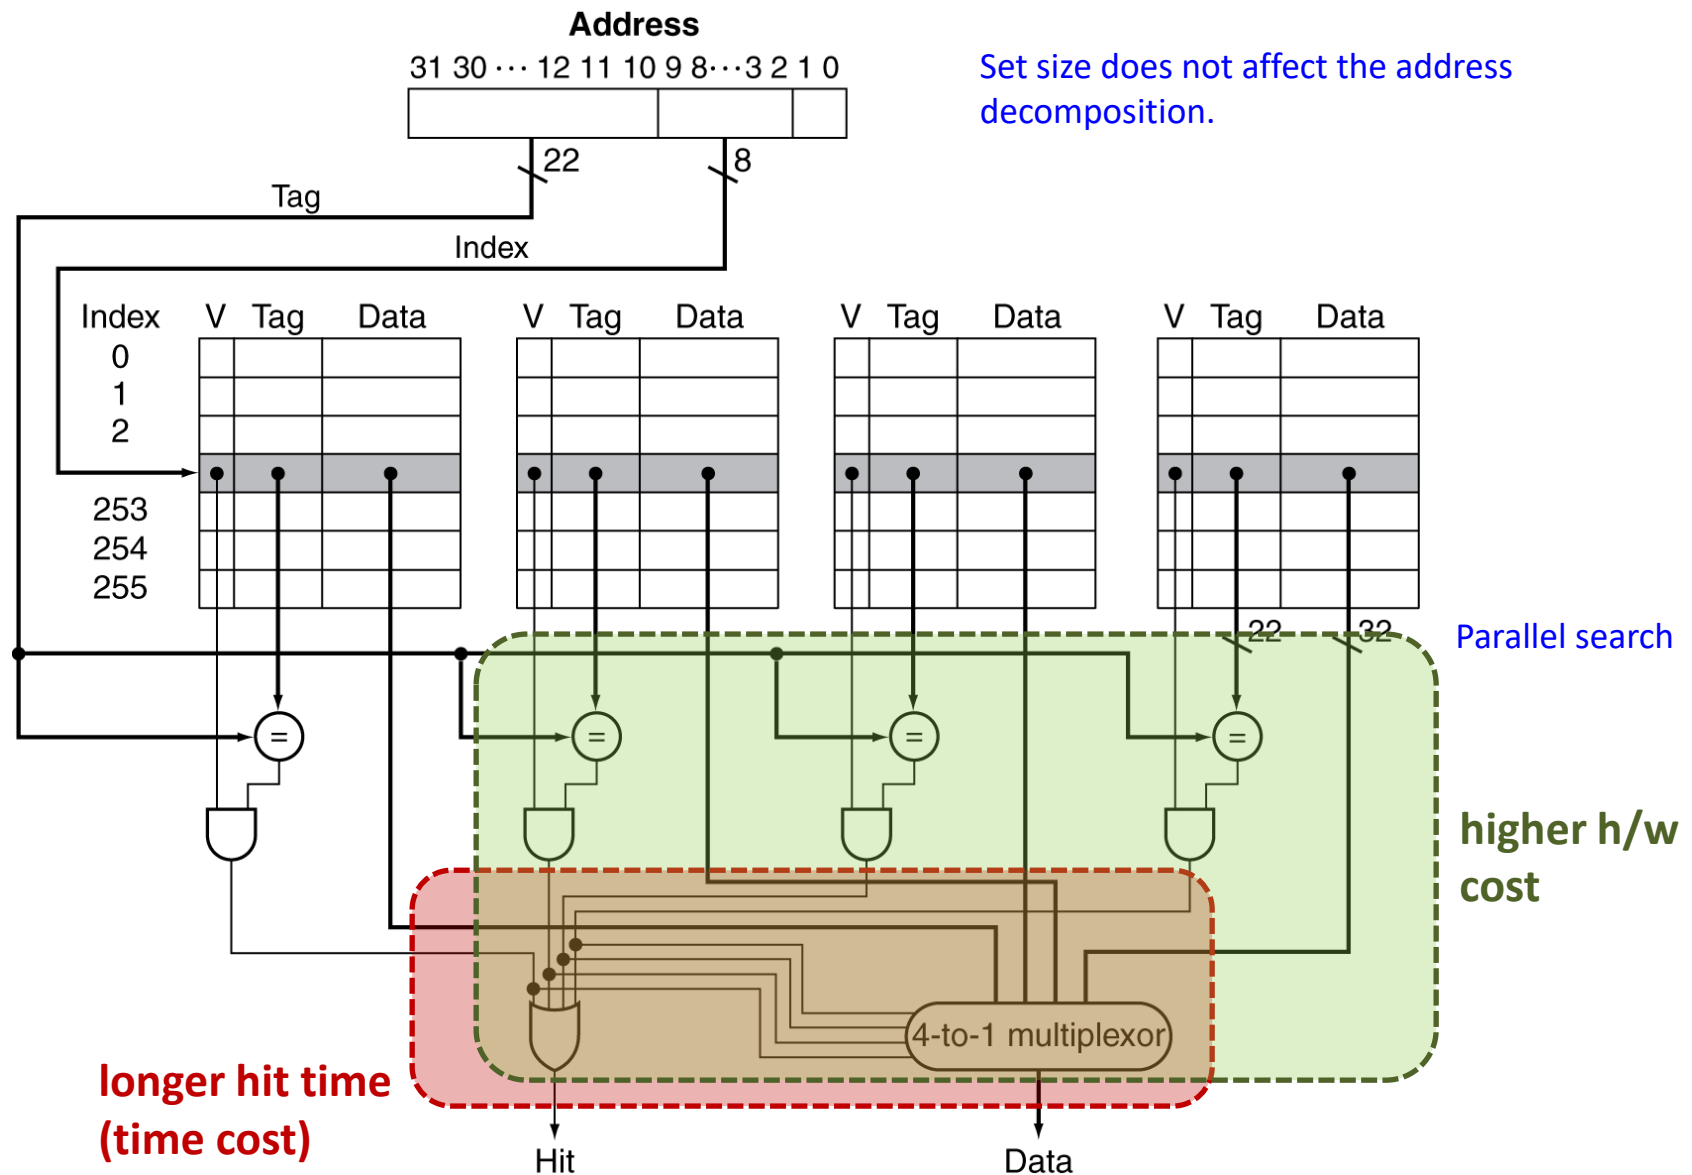 Address
31 30 ··· 12 11 10 9 8···3 2 1 0
Set size does not affect the address
decomposition.
22
8
Tag
Index
Index V Tag Data V Tag Data V Tag Data V Tag Data
0
1
2
253
254
255
22
32
Parallel search
= = = =
higher h/w
cost
4-to-1 multiplexor
longer hit time
(time cost)
Hit
Data